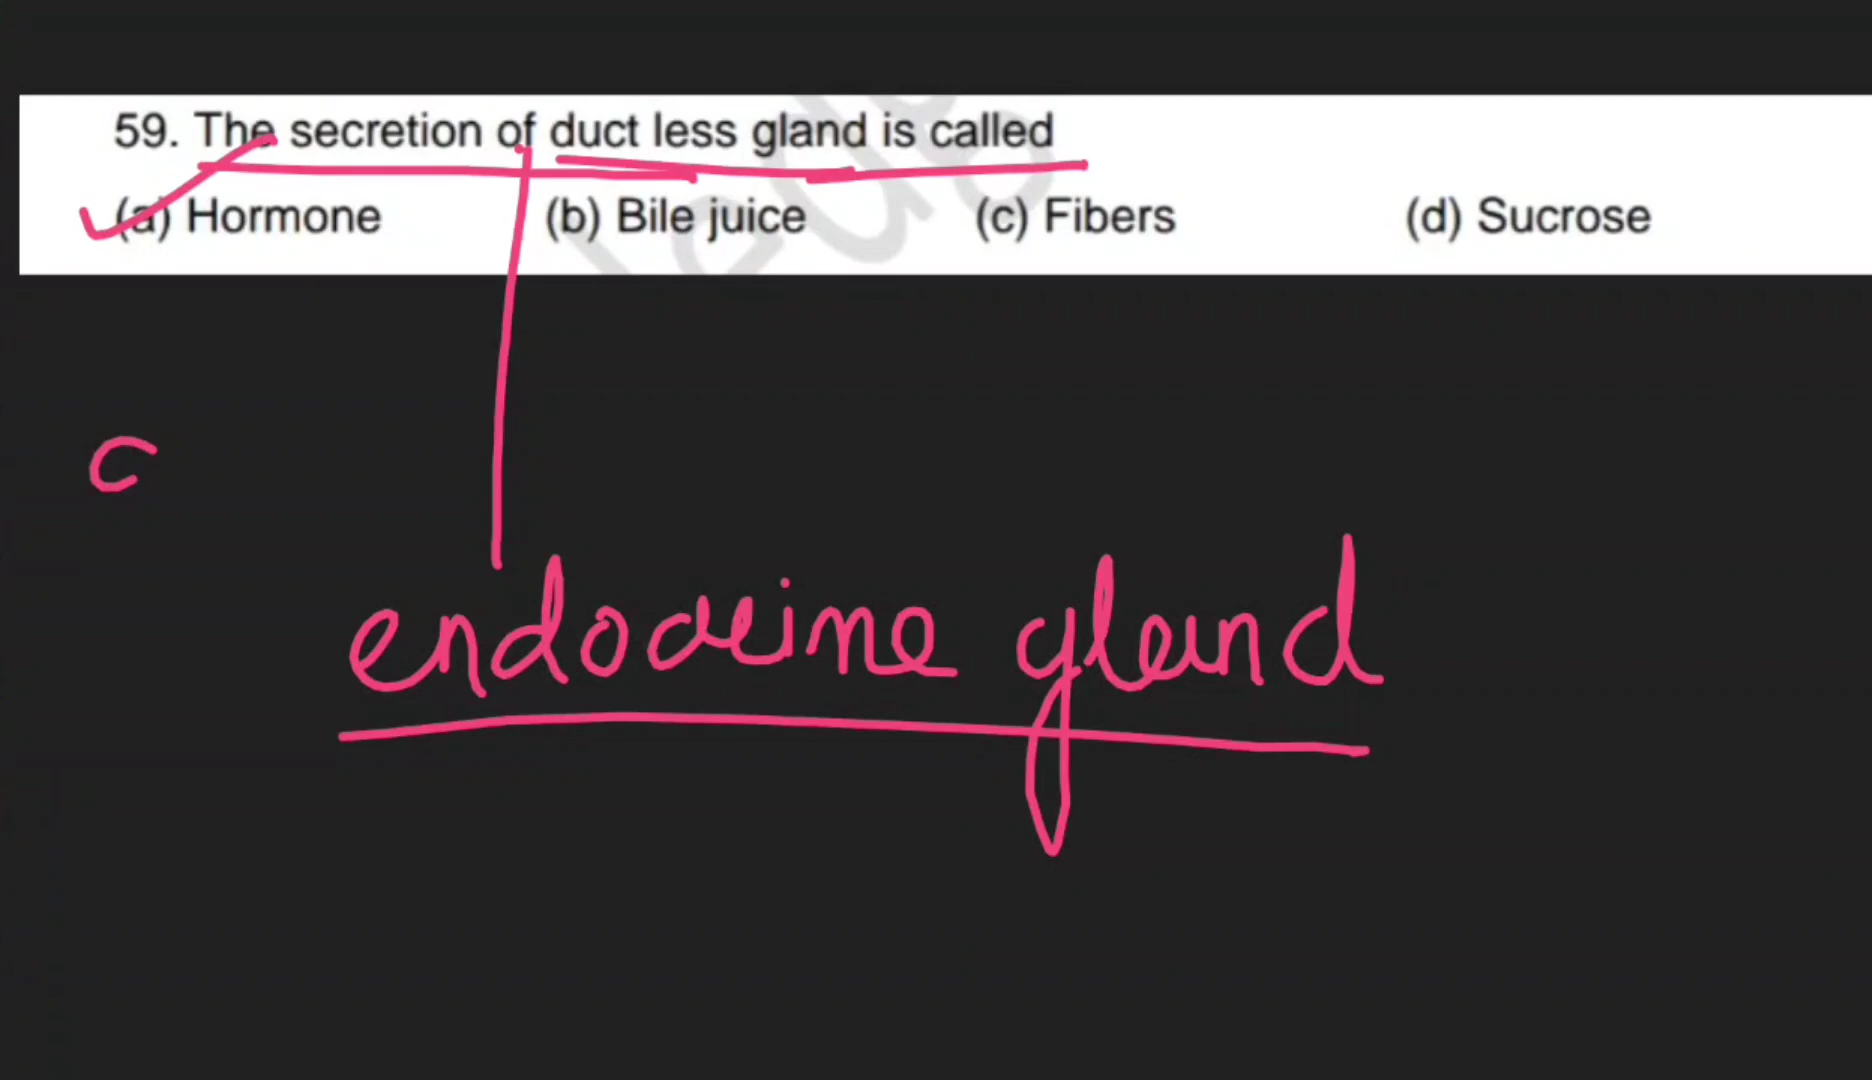 59. The secretion of duct less gland is called
(a) Hormone (b) Bile juice (c) Fibers (d) Sucrose
c
endocrine gland